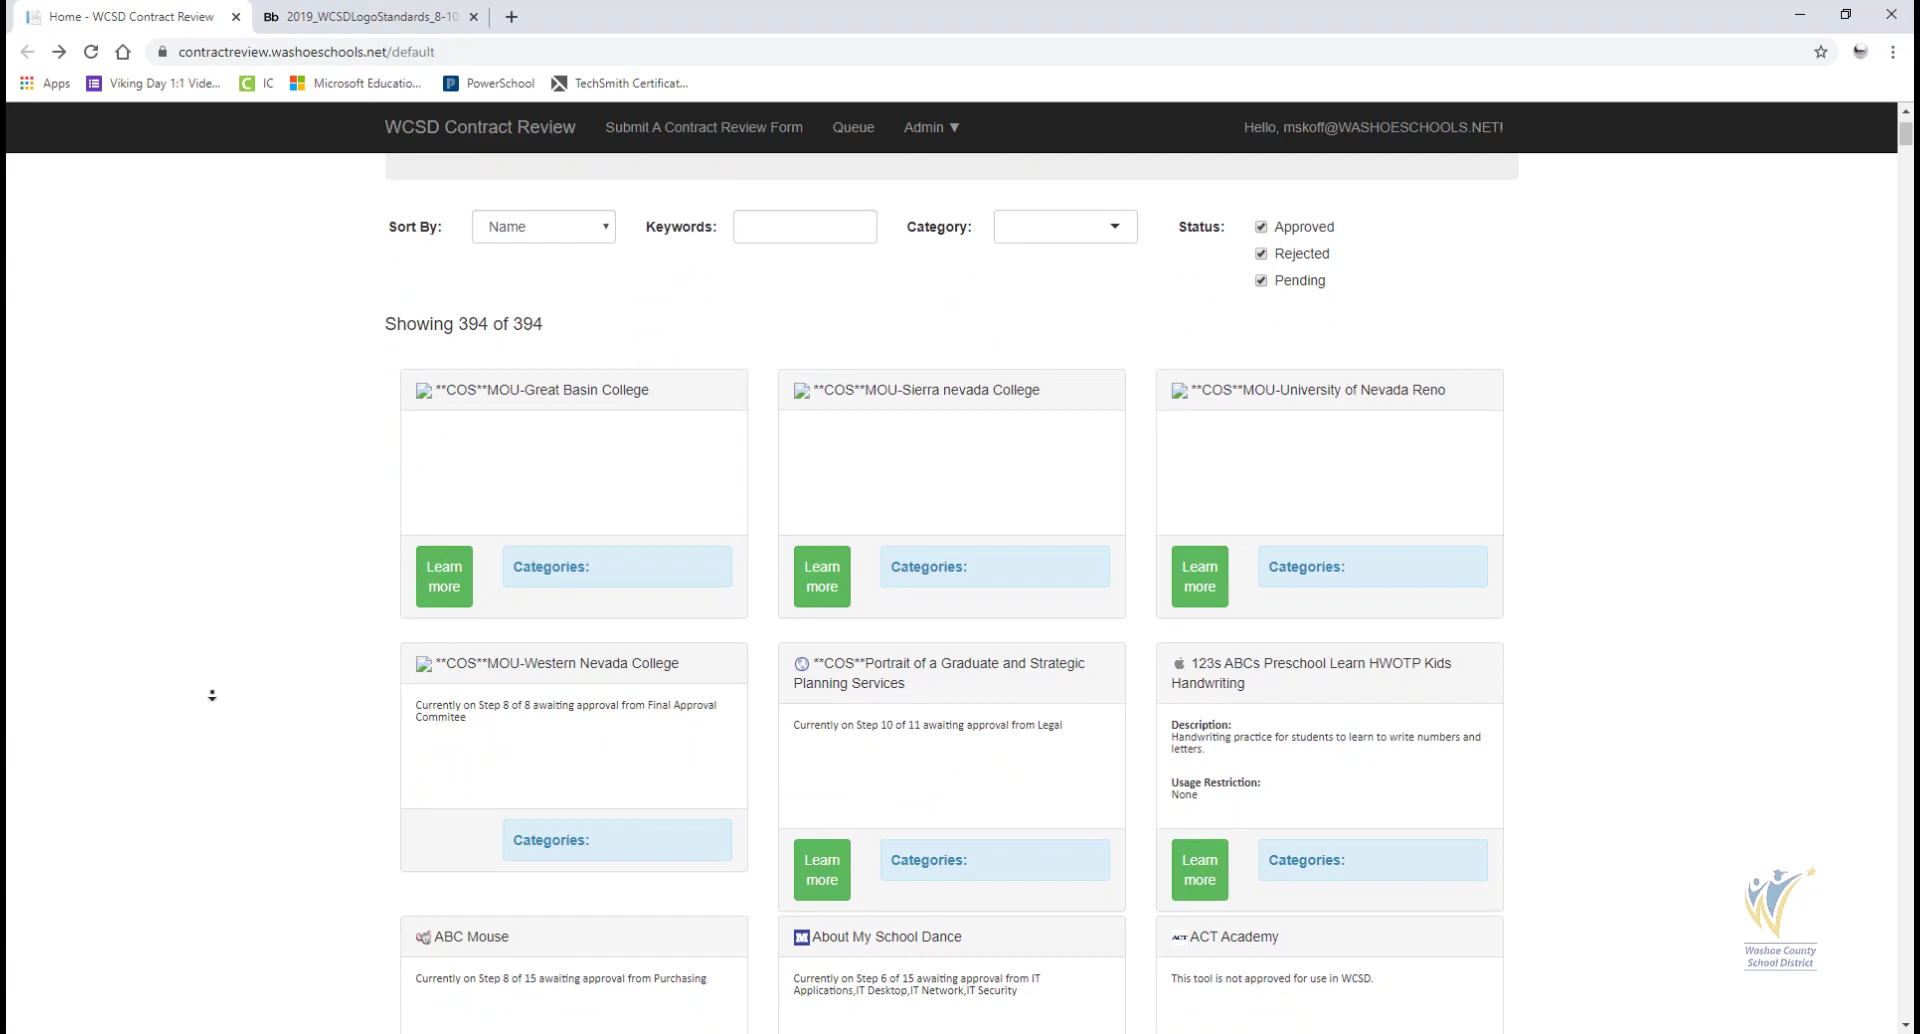 Home - WCSD Contract Review
Bb 2019_WCSDLogoStandards_8-10
contractreview.washoeschools.net/default
Apps
Viking Day 1:1 Vide...
IC
Microsoft Educatio...
PowerSchool
TechSmith Certificat...
WCSD Contract Review
Submit A Contract Review Form
Queue
Admin ▼
Hello, mskoff@WASHOESCHOOLS.NET!
Sort By:
Name
Keywords:
Category:
Status:
Approved
Rejected
Pending
Showing 394 of 394
**COS**MOU-Great Basin College
**COS**MOU-Sierra nevada College
**COS**MOU-University of Nevada Reno
Learn
more
Categories:
Learn
more
Categories:
Learn
more
Categories:
**COS**MOU-Western Nevada College
Currently on Step 8 of 8 awaiting approval from Final Approval
Commitee
Categories:
**COS**Portrait of a Graduate and Strategic
Planning Services
Currently on Step 10 of 11 awaiting approval from Legal
Learn
more
Categories:
123s ABCs Preschool Learn HWOTP Kids
Handwriting
Description:
Handwriting practice for students to learn to write numbers and
letters.
Usage Restriction:
None
Learn
more
Categories:
ABC Mouse
Currently on Step 8 of 15 awaiting approval from Purchasing
M About My School Dance
Currently on Step 6 of 15 awaiting approval from IT
Applications,IT Desktop,IT Network,IT Security
ACT ACT Academy
This tool is not approved for use in WCSD.
Washoe County
School District